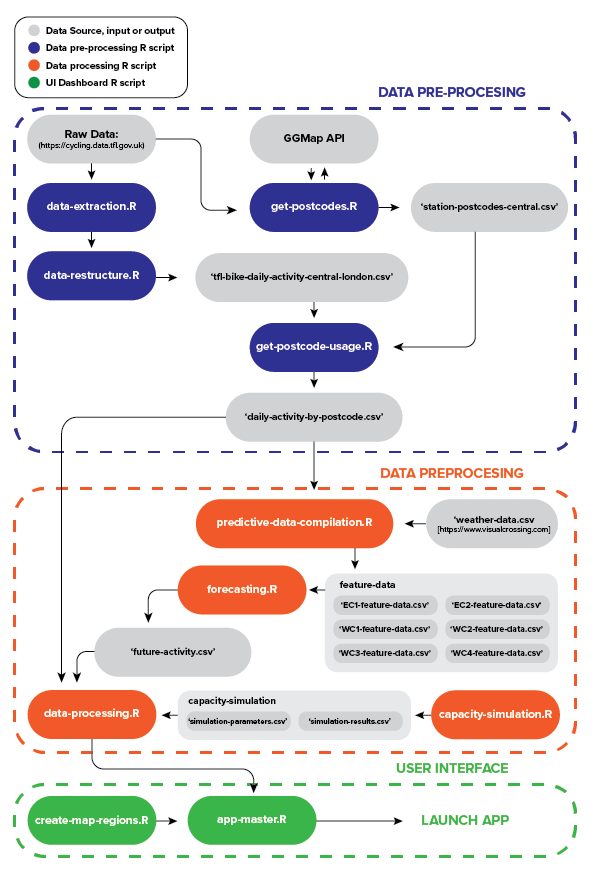 Data Source, input or output
Data pre-processing R script
Data processing R script
UI Dashboard R script
DATA PRE-PROCESING
Raw Data:
(https://cycling.data.tfl.gov.uk)
GGMap API
data-extraction.R
get-postcodes.R
‘station-postcodes-central.csv’
data-restructure.R
‘tfl-bike-daily-activity-central-london.csv’
get-postcode-usage.R
‘daily-activity-by-postcode.csv’
DATA PREPROCESING
predictive-data-compilation.R
‘weather-data.csv
[https://www.visualcrossing.com]
forecasting.R
feature-data
‘EC1-feature-data.csv’
‘EC2-feature-data.csv’
‘WC1-feature-data.csv’
‘WC2-feature-data.csv’
‘WC3-feature-data.csv’
‘WC4-feature-data.csv’
‘future-activity.csv’
data-processing.R
capacity-simulation
‘simulation-parameters.csv’
‘simulation-results.csv’
capacity-simulation.R
USER INTERFACE
create-map-regions.R
app-master.R
LAUNCH APP